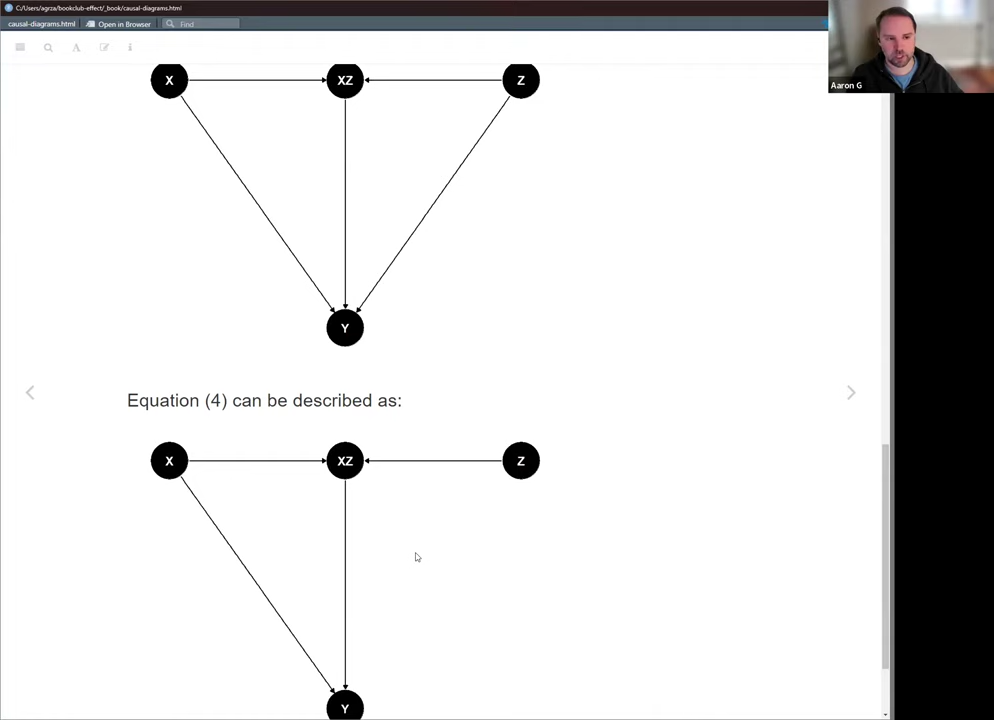 C:/Users/agrza/bookclub-effect/_book/causal-diagrams.html
causal-diagrams.html Open in Browser Find
A
Aaron G
X XZ Z
Y
Equation (4) can be described as:
X XZ Z
Y